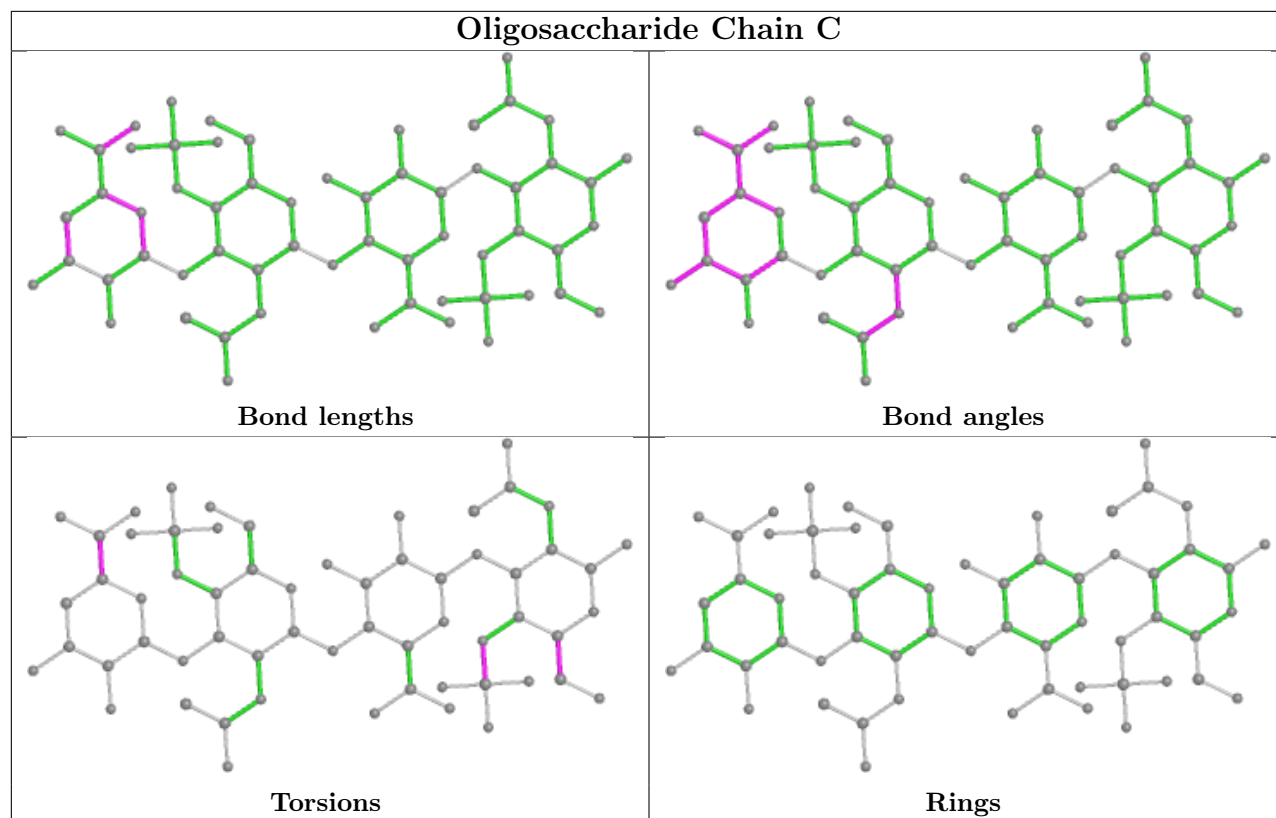 Oligosaccharide Chain C
Bond lengths
Bond angles
Torsions
Rings